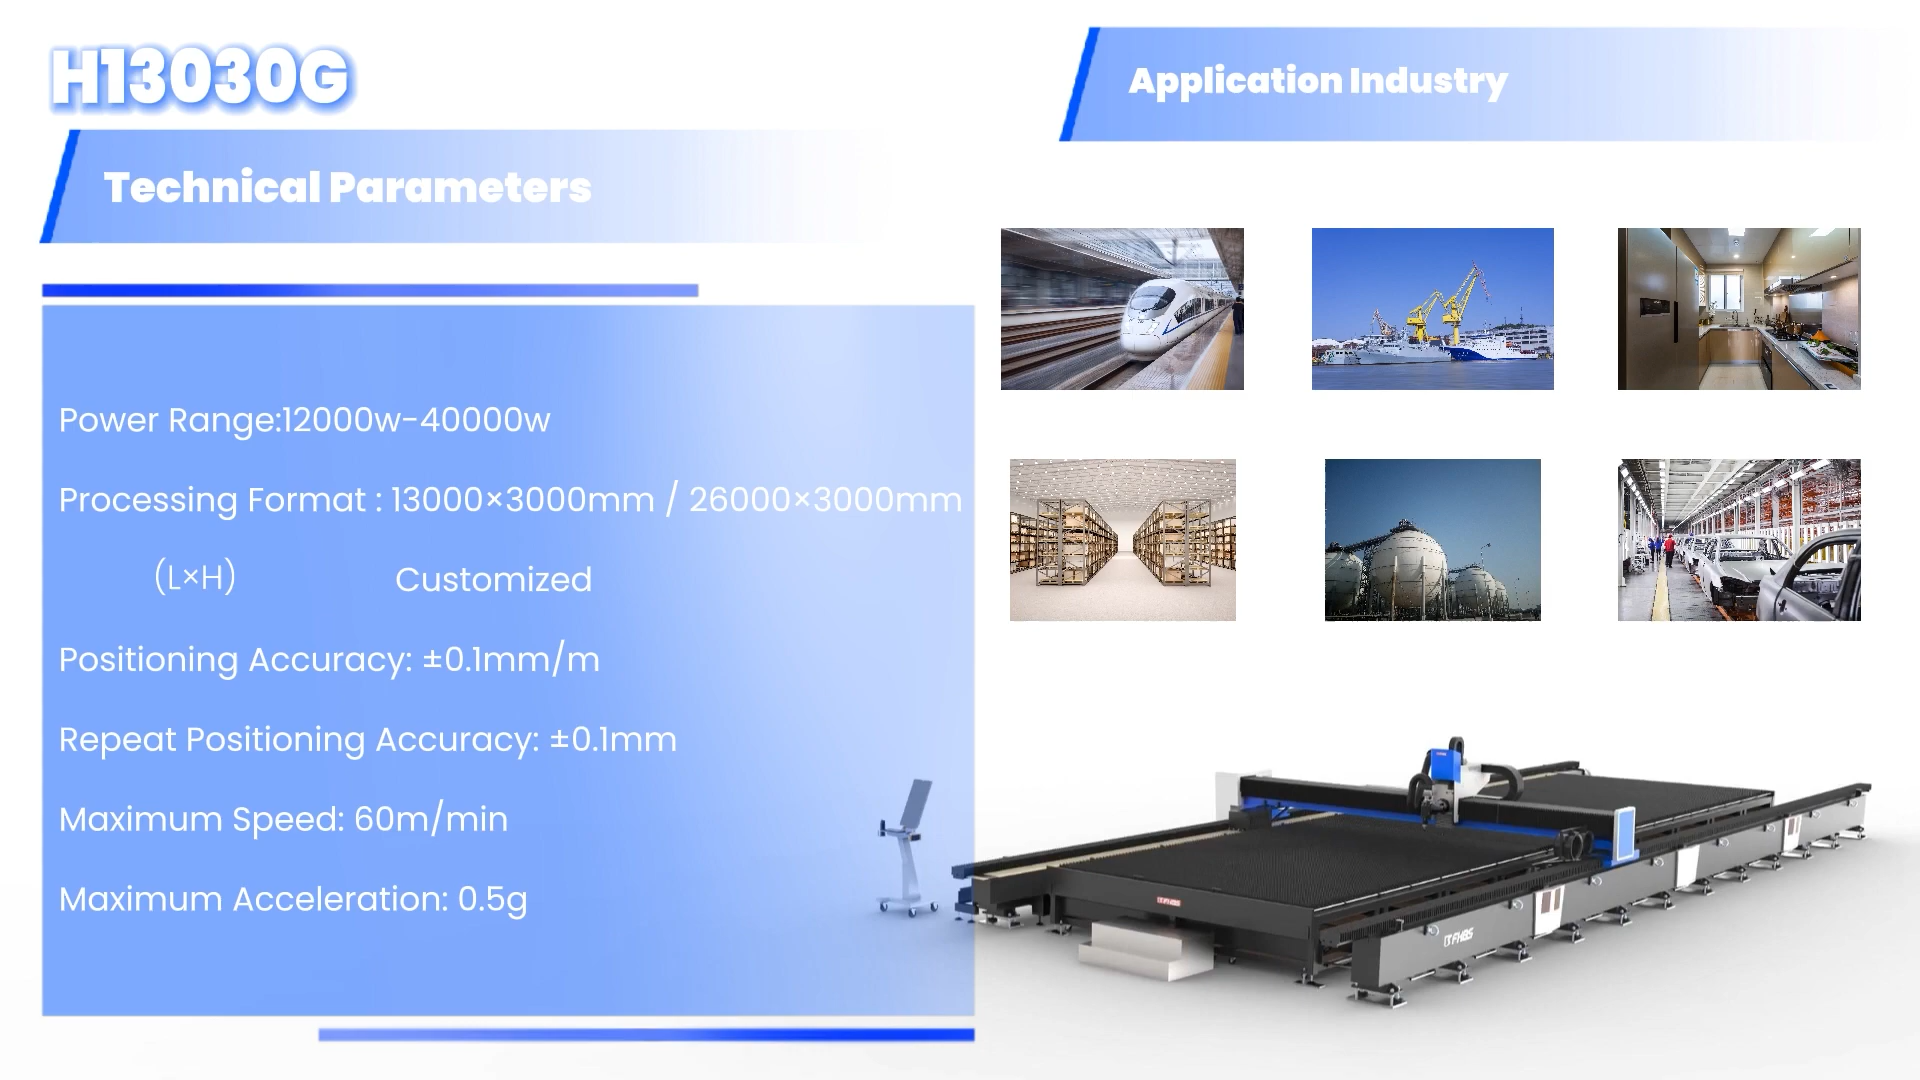 H13030G
Technical Parameters
Power Range:12000w-40000w
Processing Format : 13000×3000mm / 26000×3000mm
(L×H) Customized
Positioning Accuracy: ±0.1mm/m
Repeat Positioning Accuracy: ±0.1mm
Maximum Speed: 60m/min
Maximum Acceleration: 0.5g
Application Industry